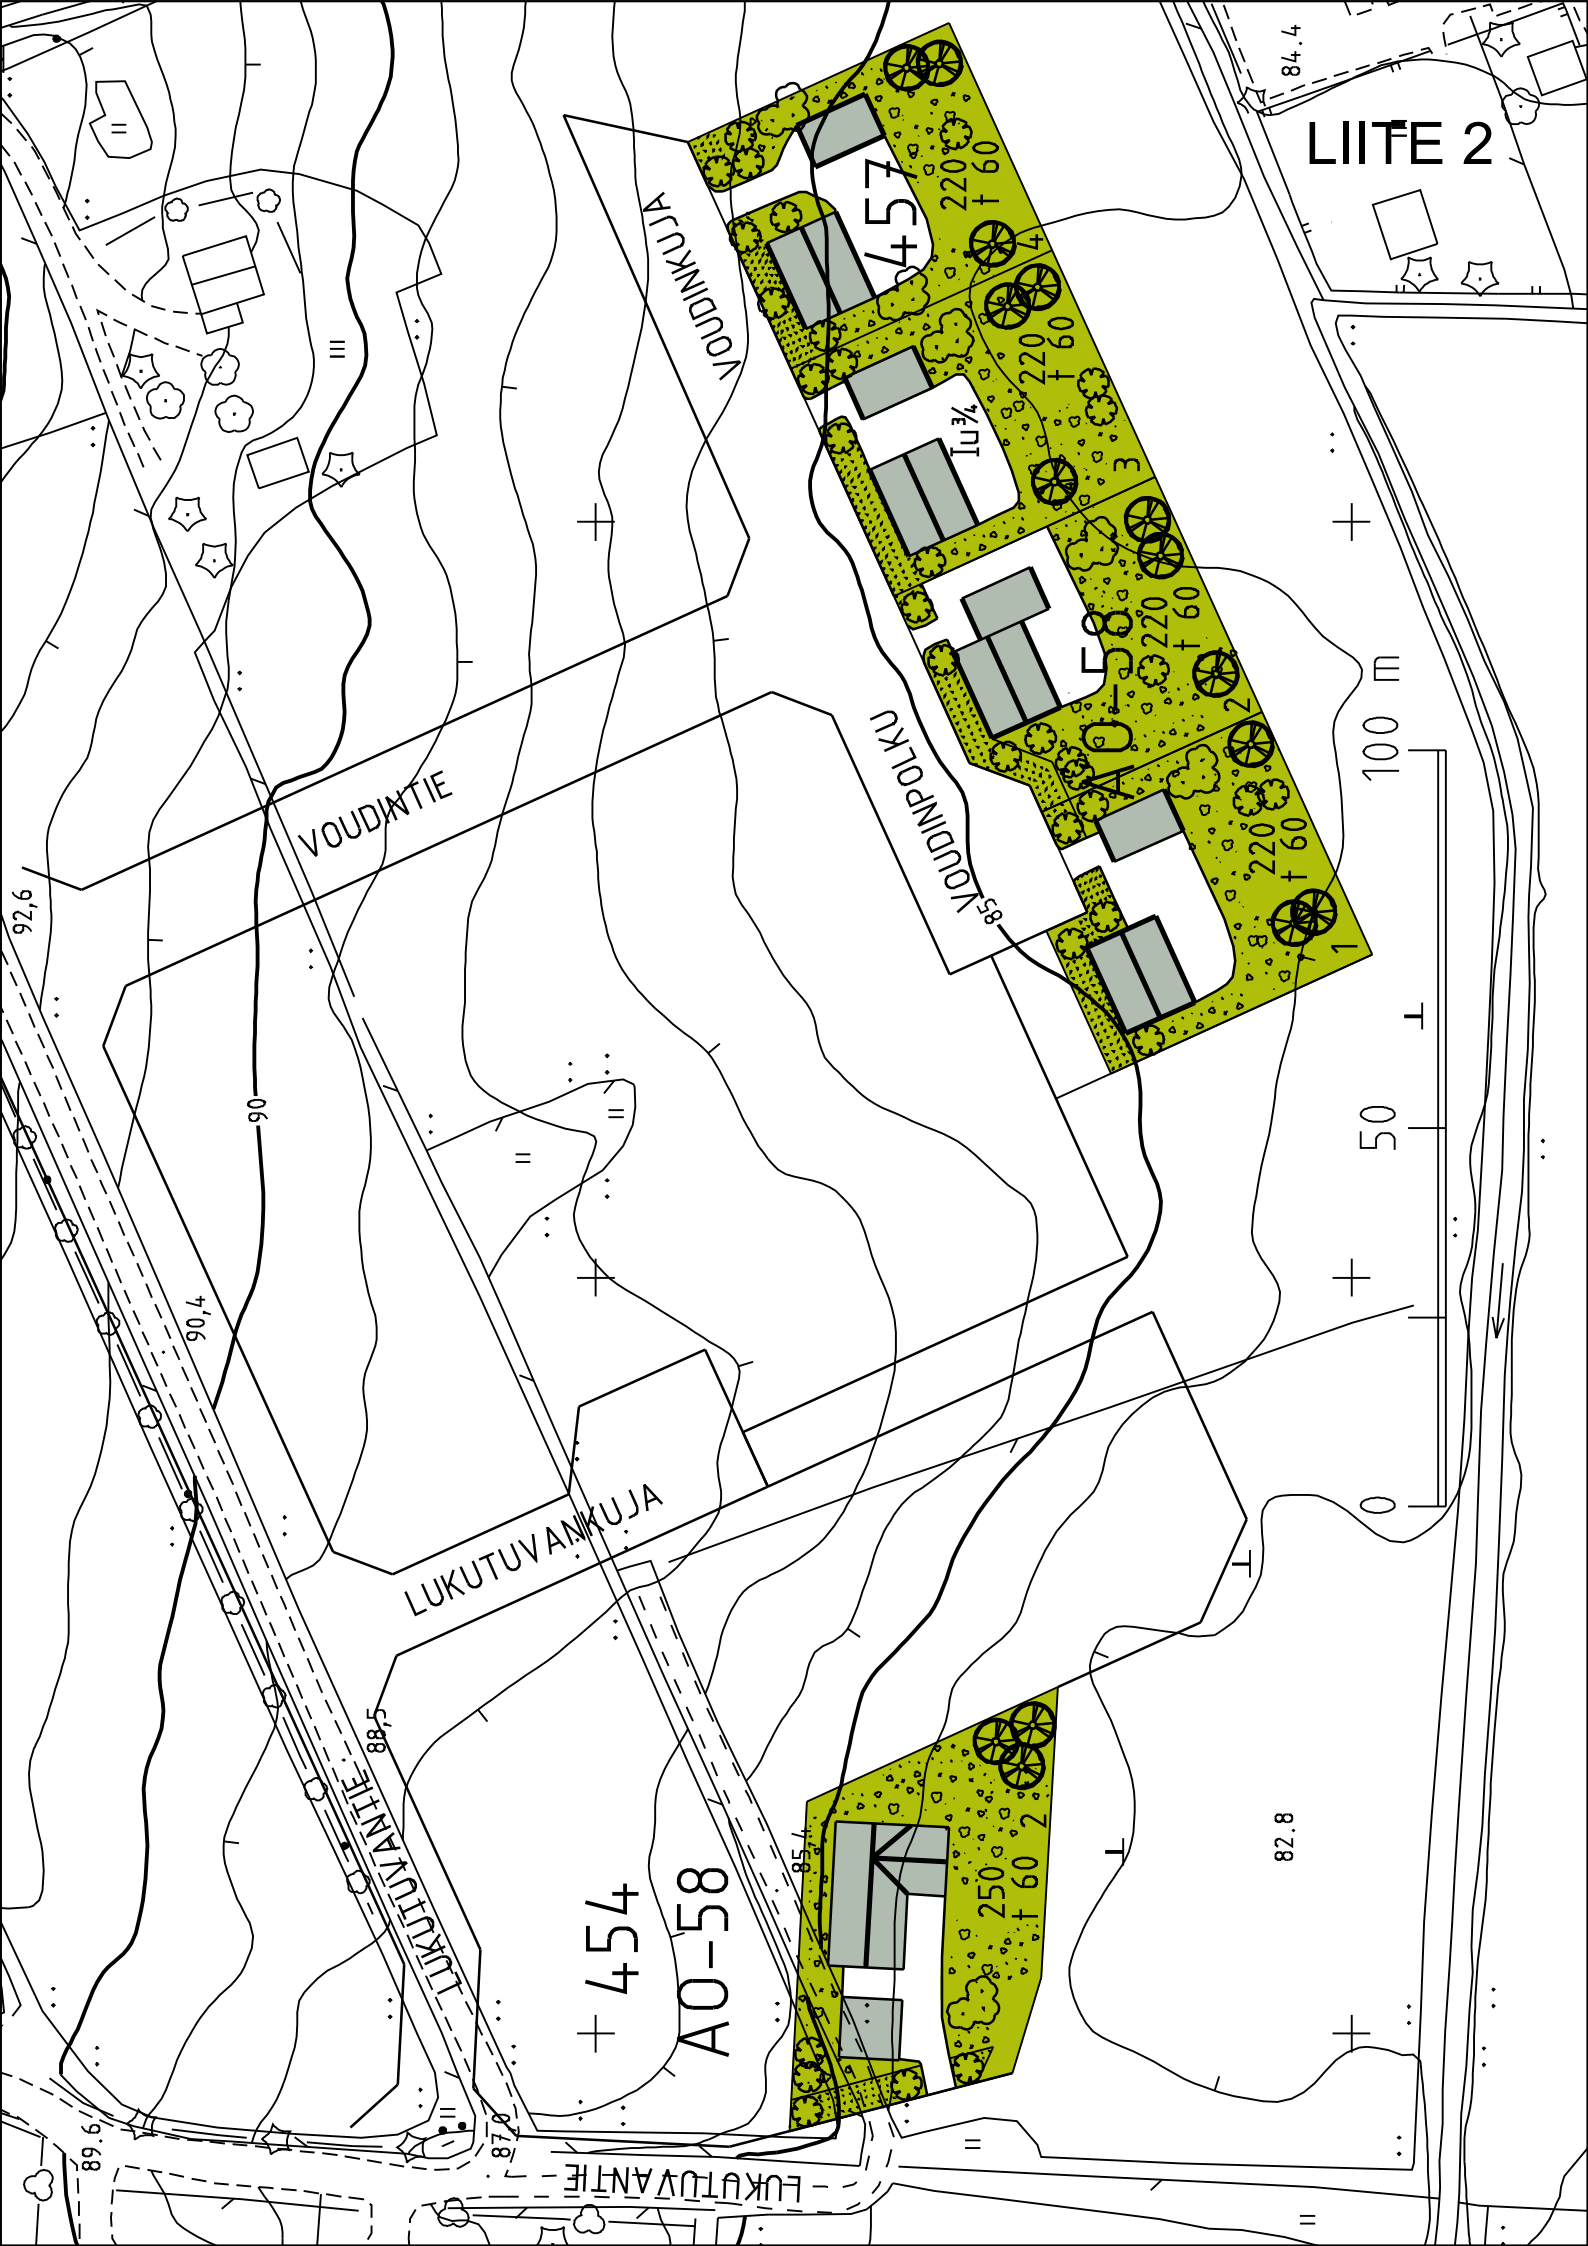 84.4
LIITE 2
VOUDINKUJA
457
220
t 60
4
220
t 60
Iu¾
3
AO-58
220
t 60
2
100 m
VOUDINTIE
VOUDINPOLKU
85
220
t 60
1
92,6
90
50
90,4
0
LUKUTUVANKUJA
88,5
LUKUTUVANTIE
454
AO-58
85,4
250
t 60
2
82.8
89.6
87.0
LUKUTUVANTIE